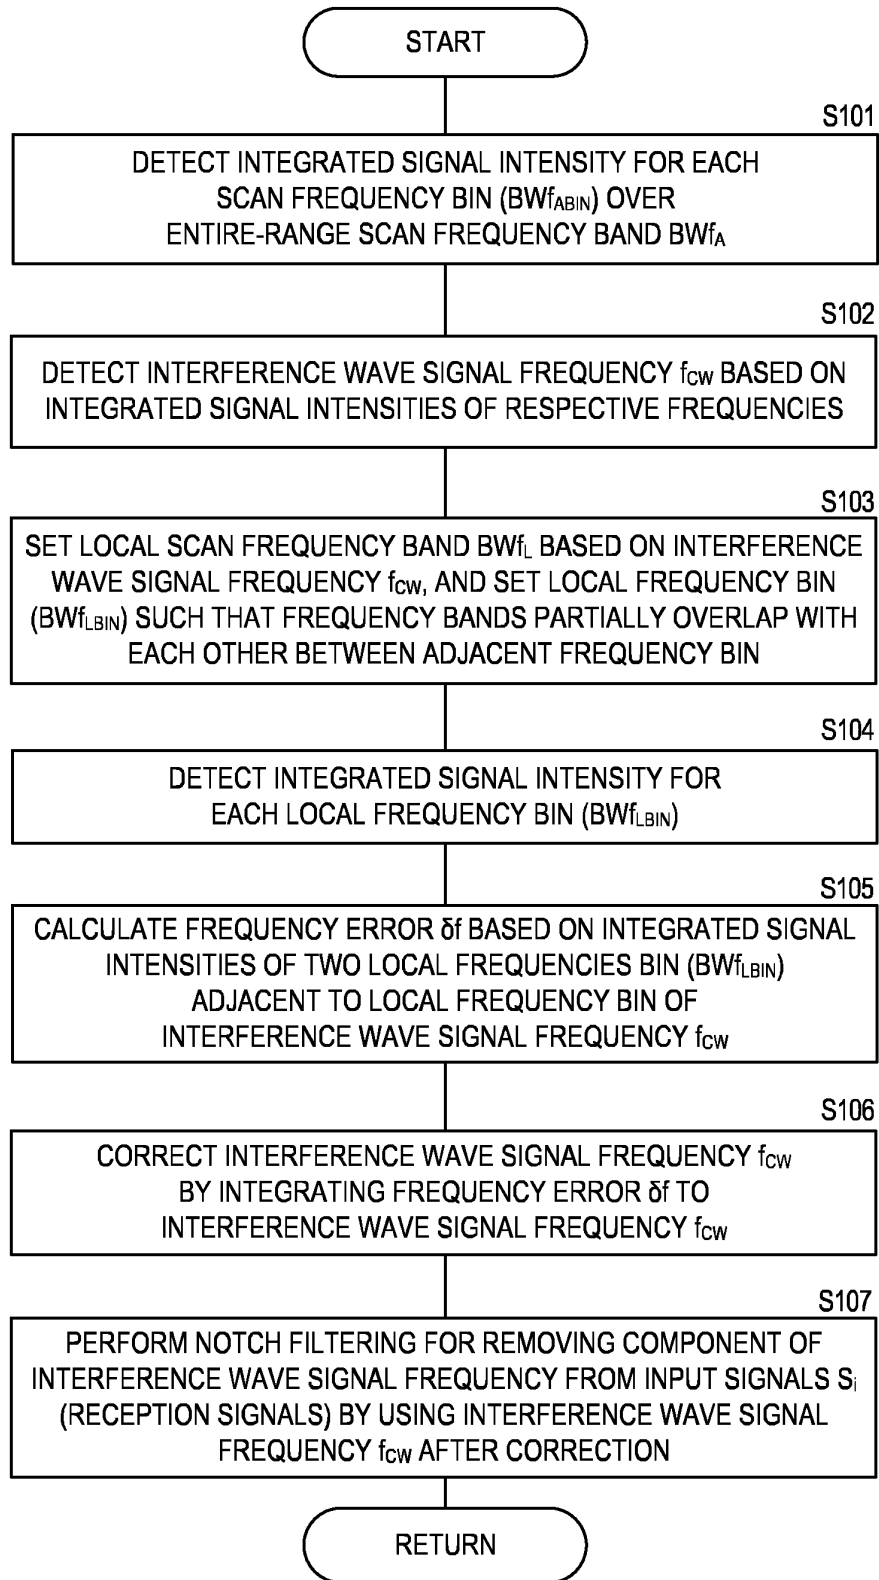 START
S101
DETECT INTEGRATED SIGNAL INTENSITY FOR EACH
SCAN FREQUENCY BIN (BWfABIN) OVER
ENTIRE-RANGE SCAN FREQUENCY BAND BWfA
S102
DETECT INTERFERENCE WAVE SIGNAL FREQUENCY fCW BASED ON
INTEGRATED SIGNAL INTENSITIES OF RESPECTIVE FREQUENCIES
S103
SET LOCAL SCAN FREQUENCY BAND BWfL BASED ON INTERFERENCE
WAVE SIGNAL FREQUENCY fCW, AND SET LOCAL FREQUENCY BIN
(BWfLBIN) SUCH THAT FREQUENCY BANDS PARTIALLY OVERLAP WITH
EACH OTHER BETWEEN ADJACENT FREQUENCY BIN
S104
DETECT INTEGRATED SIGNAL INTENSITY FOR
EACH LOCAL FREQUENCY BIN (BWfLBIN)
S105
CALCULATE FREQUENCY ERROR δf BASED ON INTEGRATED SIGNAL
INTENSITIES OF TWO LOCAL FREQUENCIES BIN (BWfLBIN)
ADJACENT TO LOCAL FREQUENCY BIN OF
INTERFERENCE WAVE SIGNAL FREQUENCY fCW
S106
CORRECT INTERFERENCE WAVE SIGNAL FREQUENCY fCW
BY INTEGRATING FREQUENCY ERROR δf TO
INTERFERENCE WAVE SIGNAL FREQUENCY fCW
S107
PERFORM NOTCH FILTERING FOR REMOVING COMPONENT OF
INTERFERENCE WAVE SIGNAL FREQUENCY FROM INPUT SIGNALS Si
(RECEPTION SIGNALS) BY USING INTERFERENCE WAVE SIGNAL
FREQUENCY fCW AFTER CORRECTION
RETURN